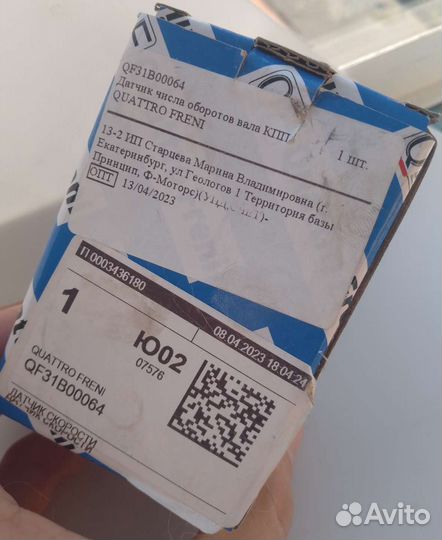 QF31B00064
Датчик числа оборотов вала КПП
1 шт.
QUATTRO FRENI
13-2 ИП Старцева Марина Владимировна (г.
Екатеринбург, ул Геологов 1 Территория базы
Принцип, Ф-Моторс)
ОПТ 13/04/2023
П 0003436180
08.04.2023 18:04:24
1
Ю02
07576
QUATTRO FRENI
QF31B00064
ДАТЧИК СКОРОСТИ
Avito